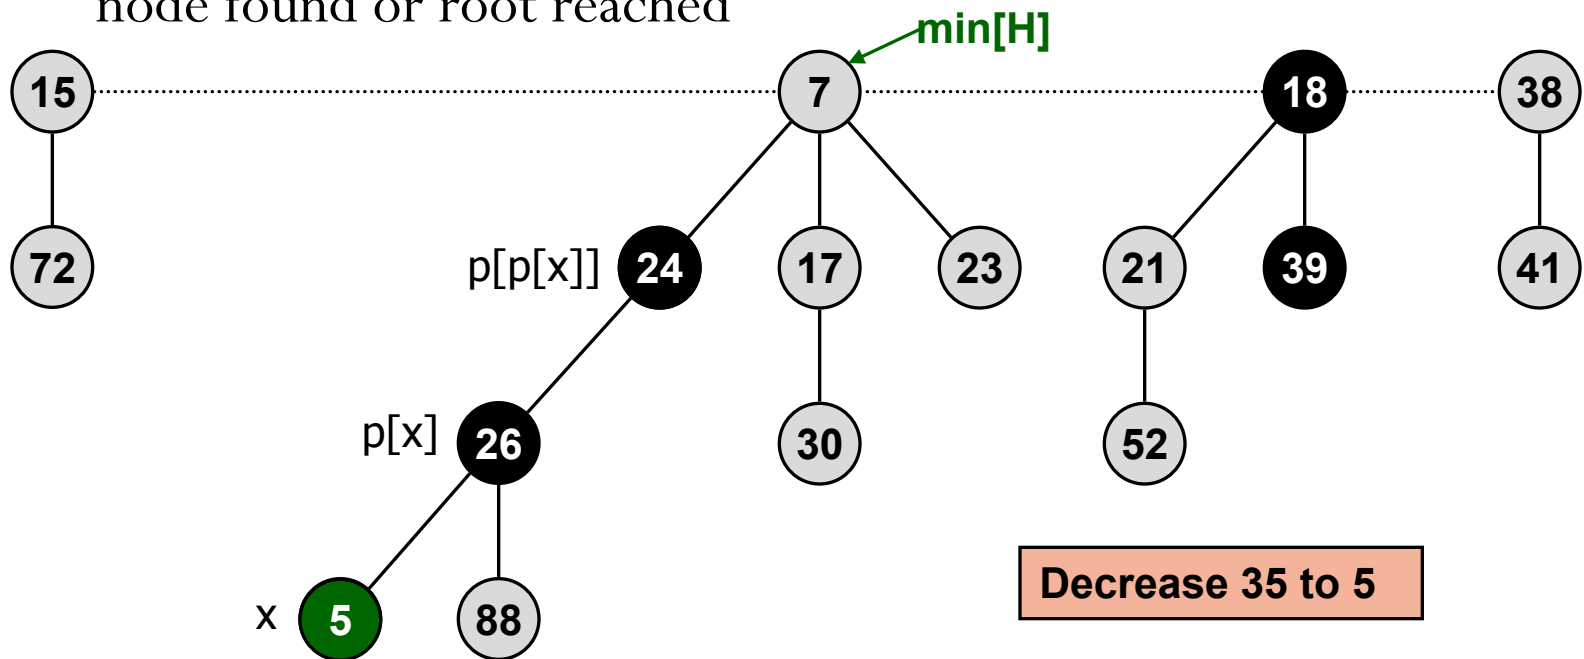 node found or root reached
min[H]
15 7 18 38
72 p[p[x]] 24 17 23 21 39 41
p[x] 26 30 52
Decrease 35 to 5
x 5 88